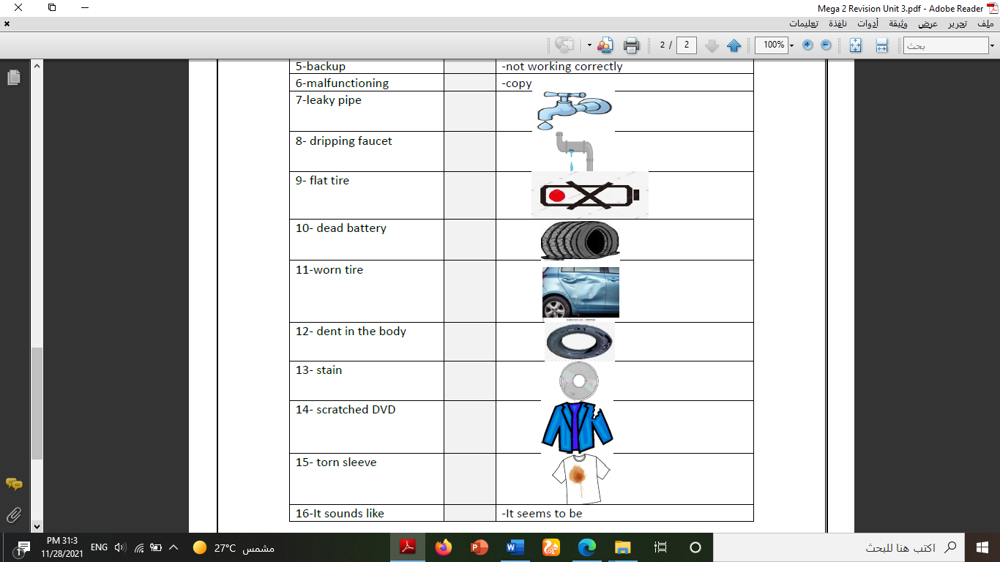 Mega 2 Revision Unit 3.pdf - Adobe Reader
ملف تحرير عرض وثيقة أدوات نافذة تعليمات
2 / 2 100% بحث
5-backup -not working correctly
6-malfunctioning -copy
7-leaky pipe
8- dripping faucet
9- flat tire
10- dead battery
11-worn tire
12- dent in the body
13- stain
14- scratched DVD
15- torn sleeve
16-It sounds like -It seems to be
PM 31:3
11/28/2021
ENG
27°C مشمس
اكتب هنا للبحث
1